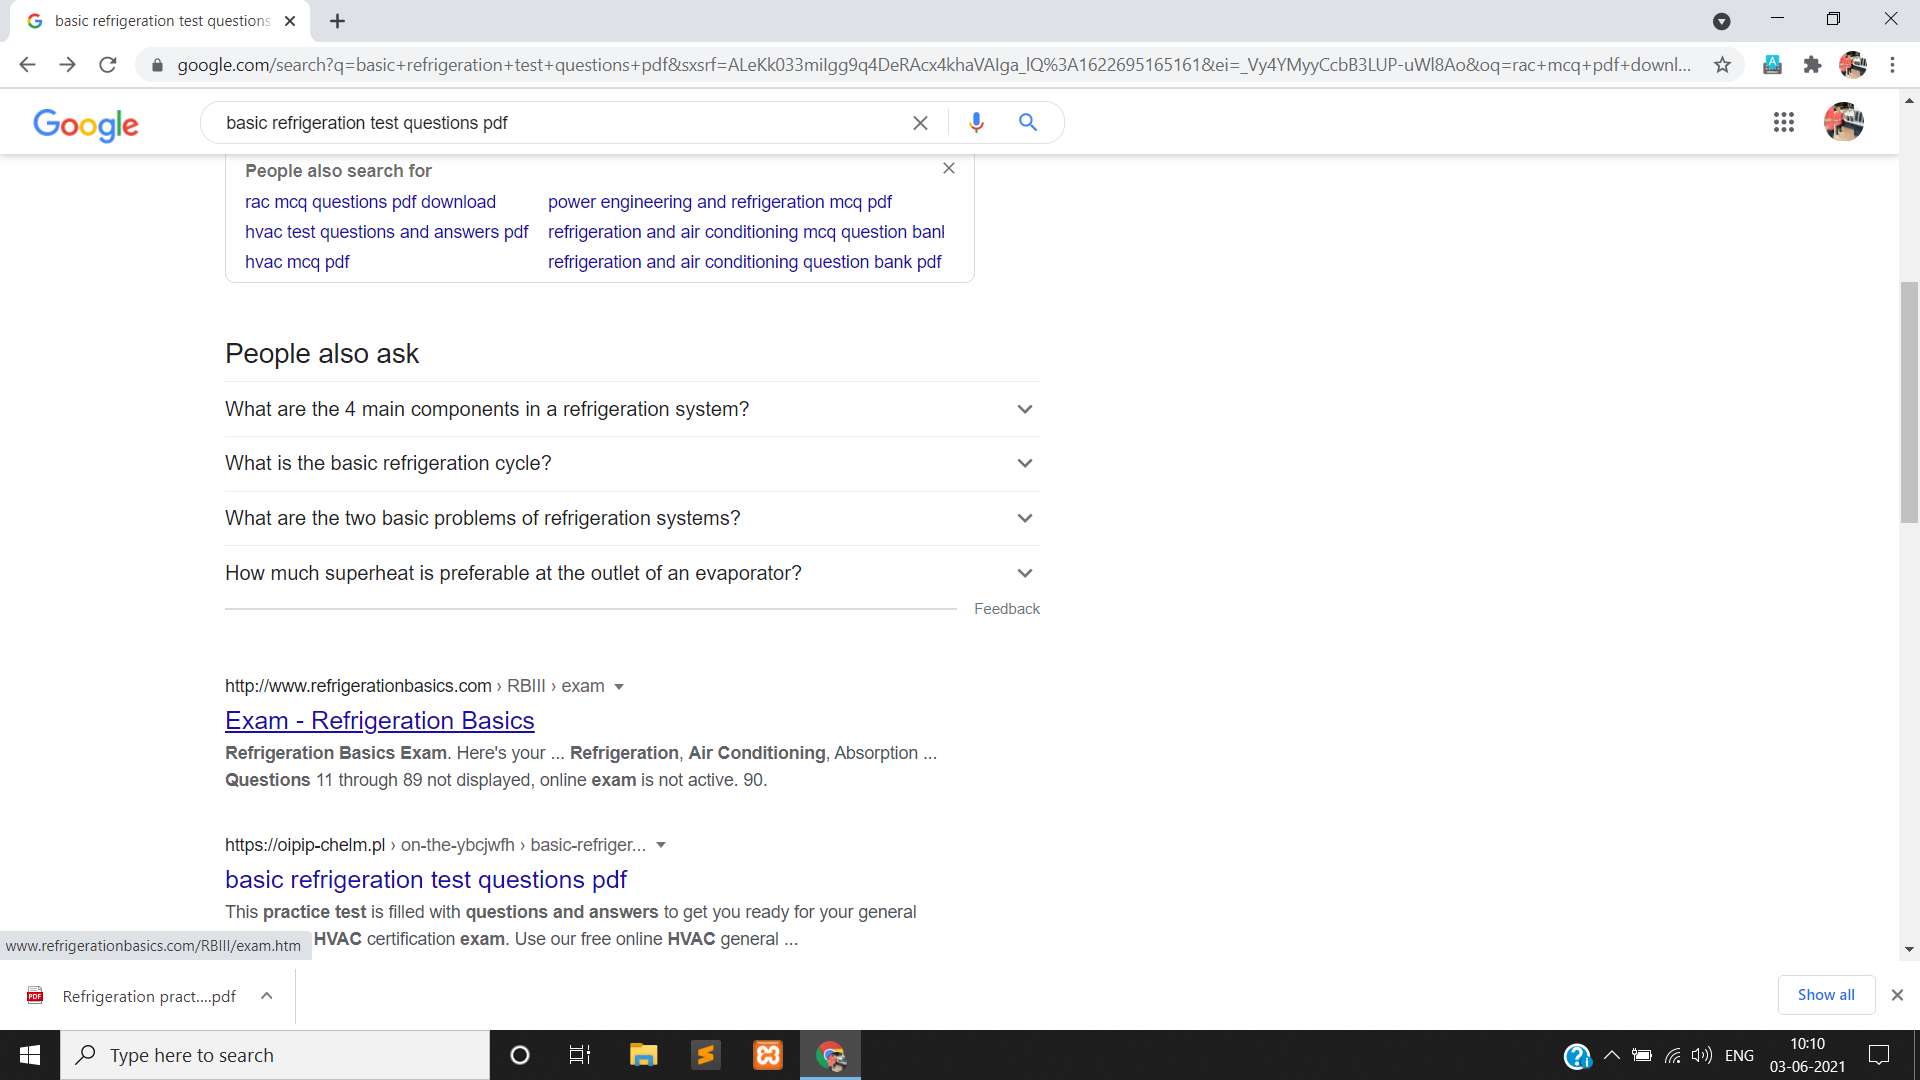 basic refrigeration test questions
google.com/search?q=basic+refrigeration+test+questions+pdf&sxsrf=ALeKk033miIgg9q4DeRAcx4khaVAIga_lQ%3A1622695165161&ei=_Vy4YMyyCcbB3LUP-uWl8Ao&oq=rac+mcq+pdf+downl...
Google
basic refrigeration test questions pdf
People also search for
rac mcq questions pdf download
power engineering and refrigeration mcq pdf
hvac test questions and answers pdf
refrigeration and air conditioning mcq question banl
hvac mcq pdf
refrigeration and air conditioning question bank pdf
People also ask
What are the 4 main components in a refrigeration system?
What is the basic refrigeration cycle?
What are the two basic problems of refrigeration systems?
How much superheat is preferable at the outlet of an evaporator?
Feedback
http://www.refrigerationbasics.com › RBIII › exam
Exam - Refrigeration Basics
Refrigeration Basics Exam. Here's your ... Refrigeration, Air Conditioning, Absorption ...
Questions 11 through 89 not displayed, online exam is not active. 90.
https://oipip-chelm.pl › on-the-ybcjwfh › basic-refriger...
basic refrigeration test questions pdf
This practice test is filled with questions and answers to get you ready for your general
HVAC certification exam. Use our free online HVAC general ...
www.refrigerationbasics.com/RBIII/exam.htm
PDF
Refrigeration pract....pdf
Show all
Type here to search
ENG
10:10
03-06-2021